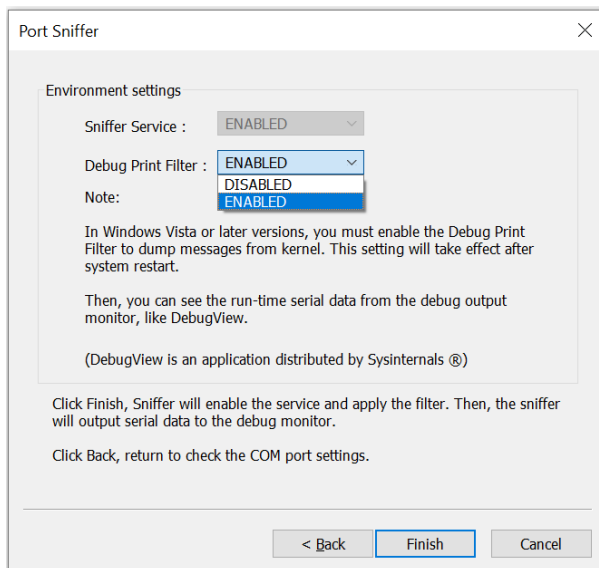 Port Sniffer
Environment settings
Sniffer Service :
ENABLED
Debug Print Filter :
ENABLED
DISABLED
ENABLED
Note:
In Windows Vista or later versions, you must enable the Debug Print
Filter to dump messages from kernel. This setting will take effect after
system restart.
Then, you can see the run-time serial data from the debug output
monitor, like DebugView.
(DebugView is an application distributed by Sysinternals ®)
Click Finish, Sniffer will enable the service and apply the filter. Then, the sniffer
will output serial data to the debug monitor.
Click Back, return to check the COM port settings.
< Back
Finish
Cancel